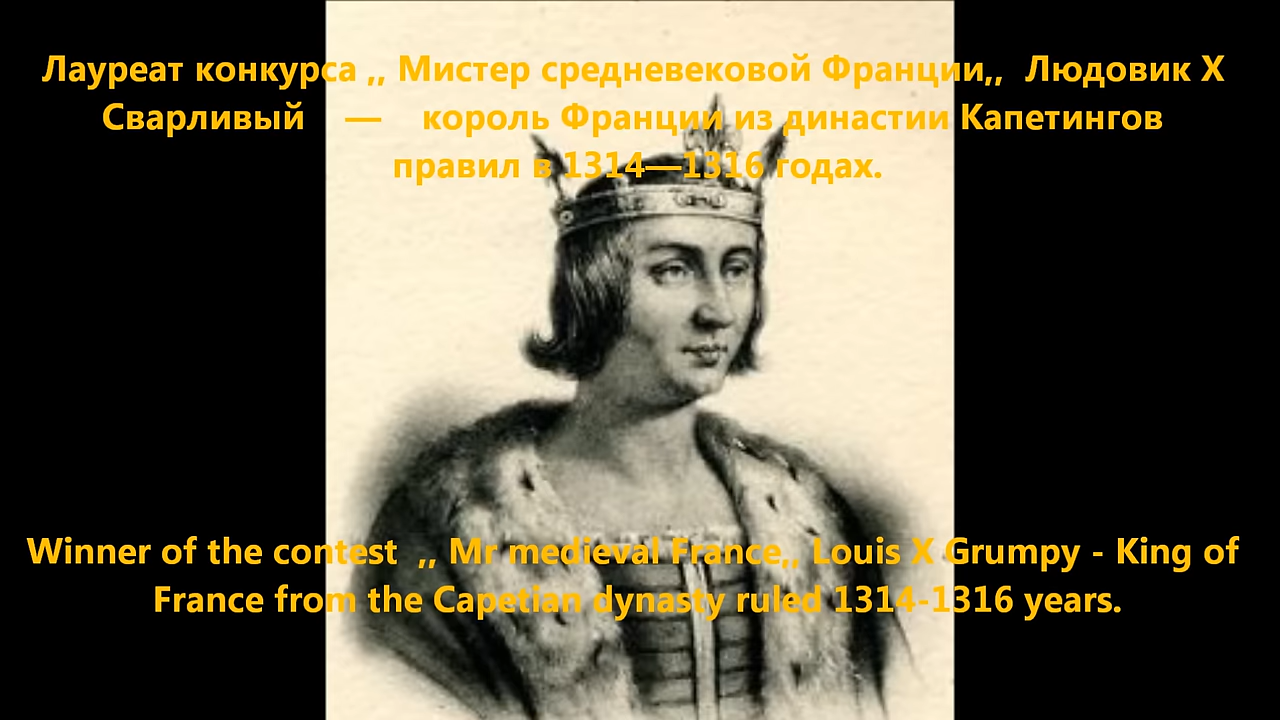 Лауреат конкурса ,, Мистер средневековой Франции,, Людовик X
Сварливый — король Франции из династии Капетингов
правил в 1314—1316 годах.
Winner of the contest ,, Mr medieval France,, Louis X Grumpy - King of
France from the Capetian dynasty ruled 1314-1316 years.